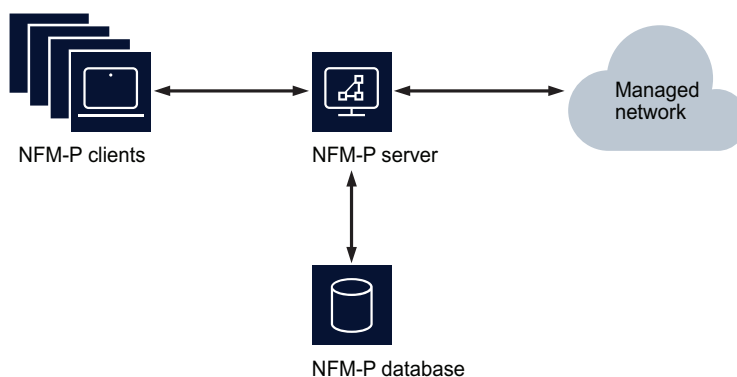 Managed
network
NFM-P clients
NFM-P server
NFM-P database